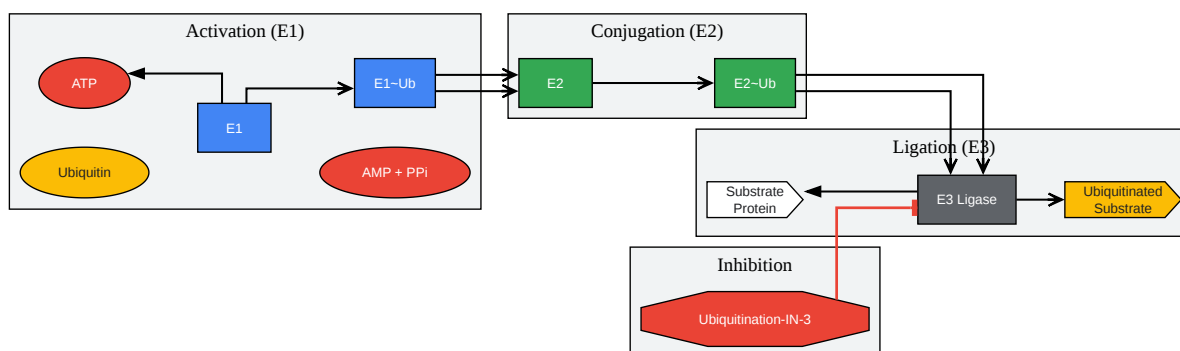 Activation (E1)
ATP
E1
E1~Ub
Ubiquitin
AMP + PPi
Conjugation (E2)
E2
E2~Ub
Ligation (E3)
Substrate
Protein
E3 Ligase
Ubiquitinated
Substrate
Inhibition
Ubiquitination-IN-3